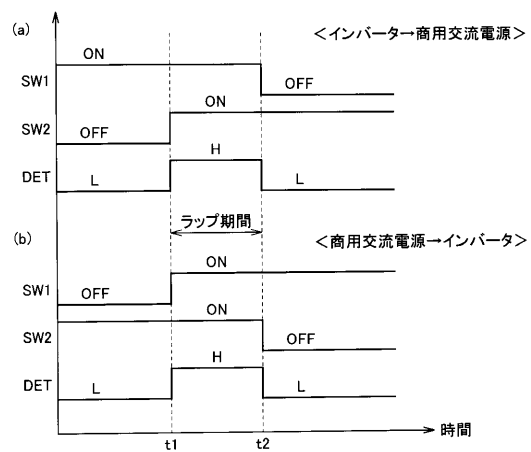 (a)
<インバータ→商用交流電源>
ON
SW1
OFF
ON
SW2
OFF
H
DET
L
L
ラップ期間
(b)
<商用交流電源→インバータ>
ON
SW1
OFF
ON
SW2
OFF
H
DET
L
L
時間
t1
t2